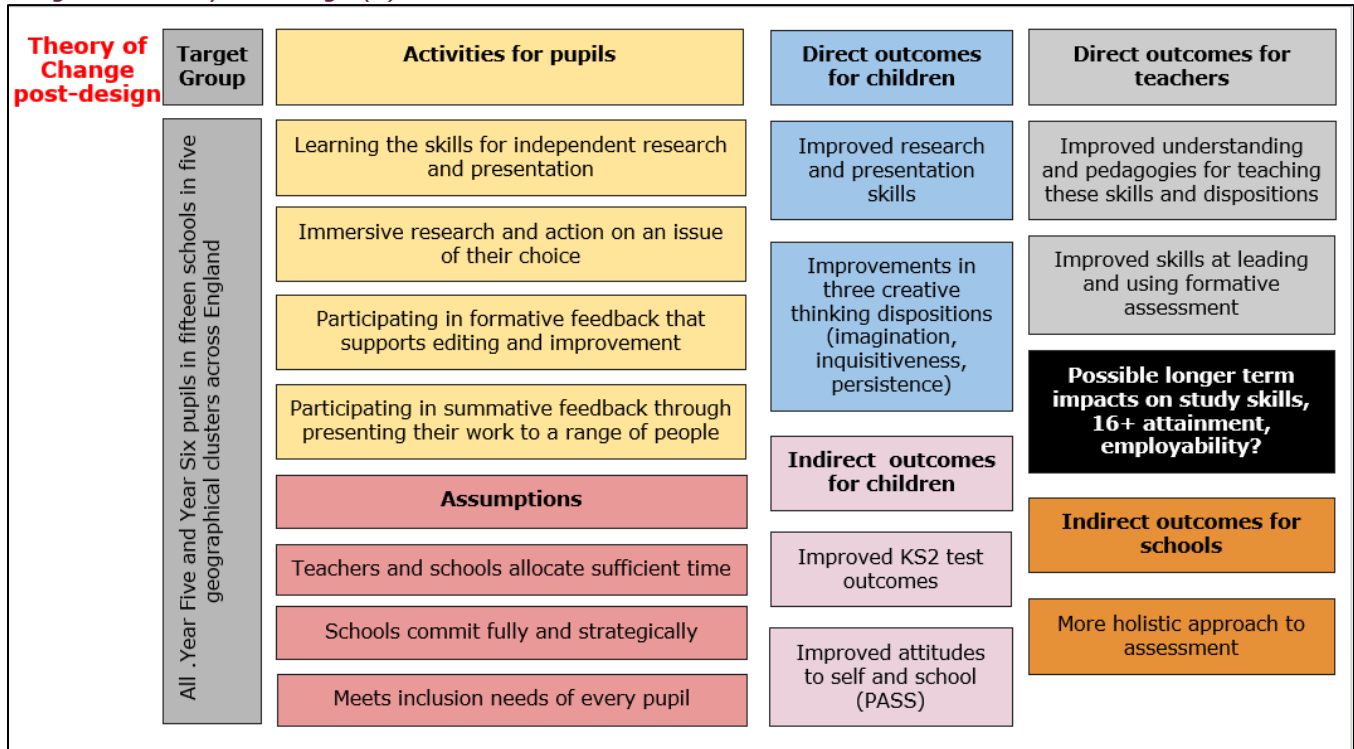 Theory of
Change
post-design
Target
Group
All .Year Five and Year Six pupils in fifteen schools in five
geographical clusters across England
Activities for pupils
Learning the skills for independent research
and presentation
Immersive research and action on an issue
of their choice
Participating in formative feedback that
supports editing and improvement
Participating in summative feedback through
presenting their work to a range of people
Assumptions
Teachers and schools allocate sufficient time
Schools commit fully and strategically
Meets inclusion needs of every pupil
Direct outcomes
for children
Improved research
and presentation
skills
Improvements in
three creative
thinking dispositions
(imagination,
inquisitiveness,
persistence)
Indirect outcomes
for children
Improved KS2 test
outcomes
Improved attitudes
to self and school
(PASS)
Direct outcomes for
teachers
Improved understanding
and pedagogies for teaching
these skills and dispositions
Improved skills at leading
and using formative
assessment
Possible longer term
impacts on study skills,
16+ attainment,
employability?
Indirect outcomes for
schools
More holistic approach to
assessment